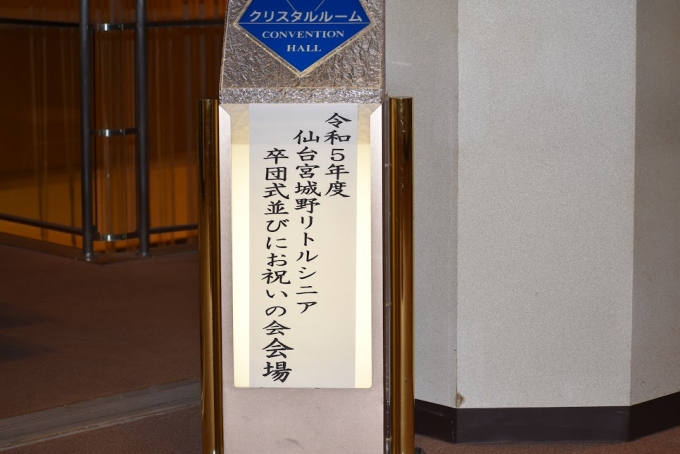 クリスタルルーム
CONVENTION
HALL
令和5年度
仙台宮城野リトルシニア
卒団式並びにお祝いの会会場